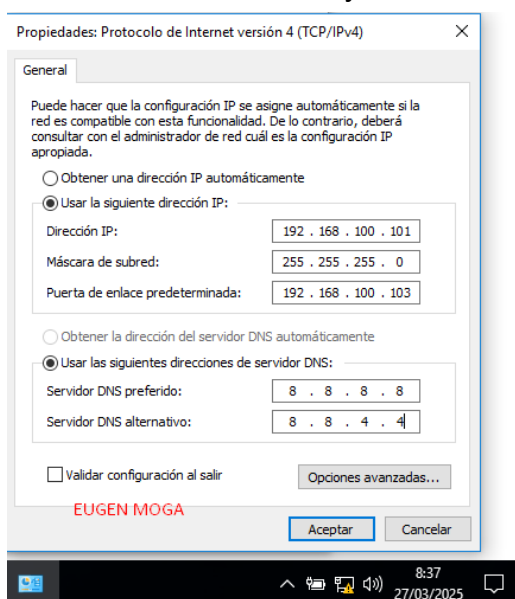 Propiedades: Protocolo de Internet versión 4 (TCP/IPv4)
General
Puede hacer que la configuración IP se asigne automáticamente si la
red es compatible con esta funcionalidad. De lo contrario, deberá
consultar con el administrador de red cuál es la configuración IP
apropiada.
Obtener una dirección IP automáticamente
Usar la siguiente dirección IP:
Dirección IP: 192 . 168 . 100 . 101
Máscara de subred: 255 . 255 . 255 . 0
Puerta de enlace predeterminada: 192 . 168 . 100 . 103
Obtener la dirección del servidor DNS automáticamente
Usar las siguientes direcciones de servidor DNS:
Servidor DNS preferido: 8 . 8 . 8 . 8
Servidor DNS alternativo: 8 . 8 . 4 . 4
Validar configuración al salir Opciones avanzadas...
EUGEN MOGA
Aceptar Cancelar
8:37
27/03/2025